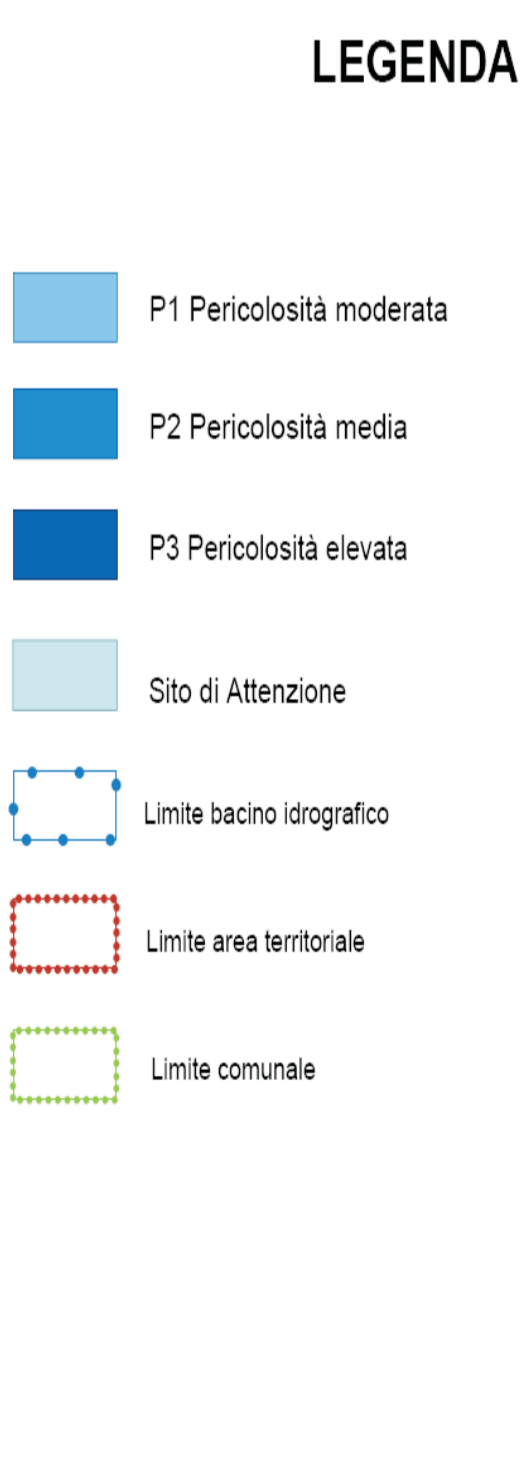 LEGENDA
P1 Pericolosità moderata
P2 Pericolosità media
P3 Pericolosità elevata
Sito di Attenzione
Limite bacino idrografico
Limite area territoriale
Limite comunale